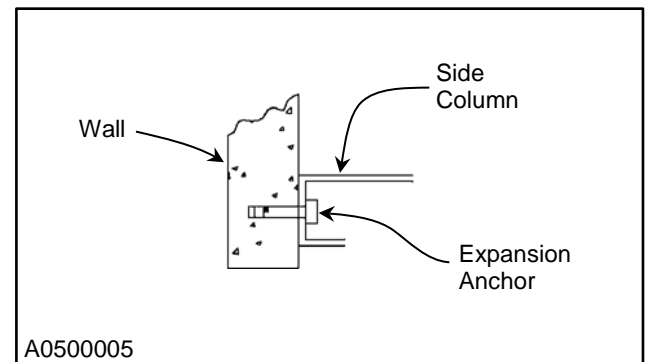 Side
Column
Wall
Expansion
Anchor
A0500005